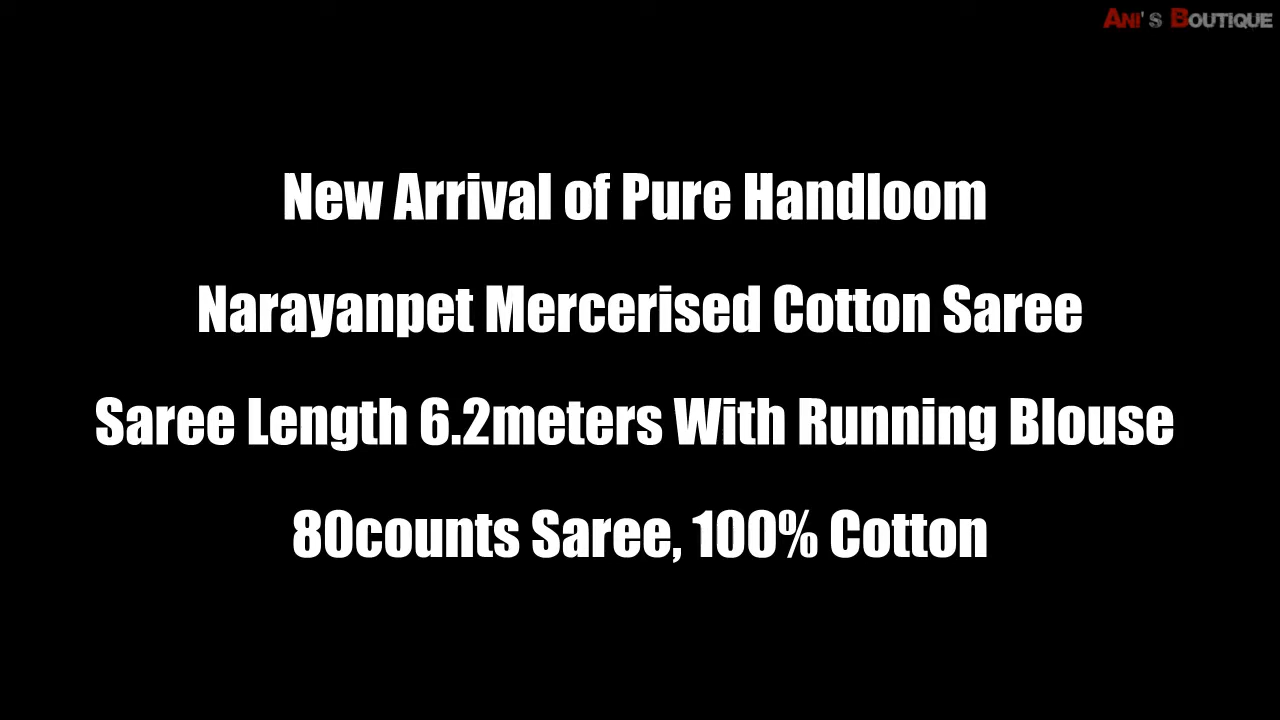 Ani's Boutique
New Arrival of Pure Handloom
Narayanpet Mercerised Cotton Saree
Saree Length 6.2meters With Running Blouse
80counts Saree, 100% Cotton